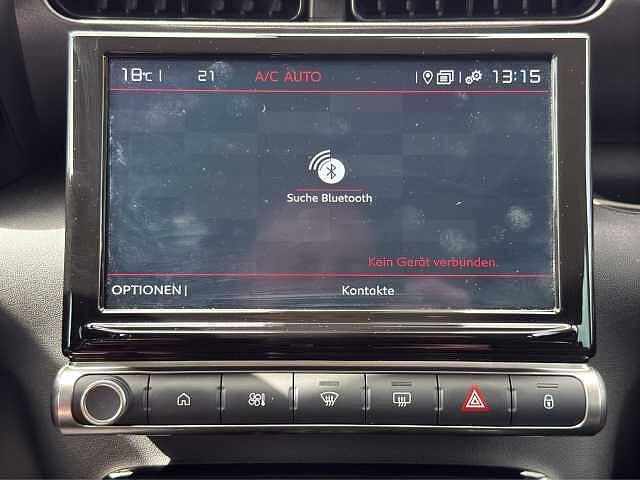 18°C 21 A/C AUTO 13:15
Suche Bluetooth
Kein Gerät verbunden.
OPTIONEN Kontakte